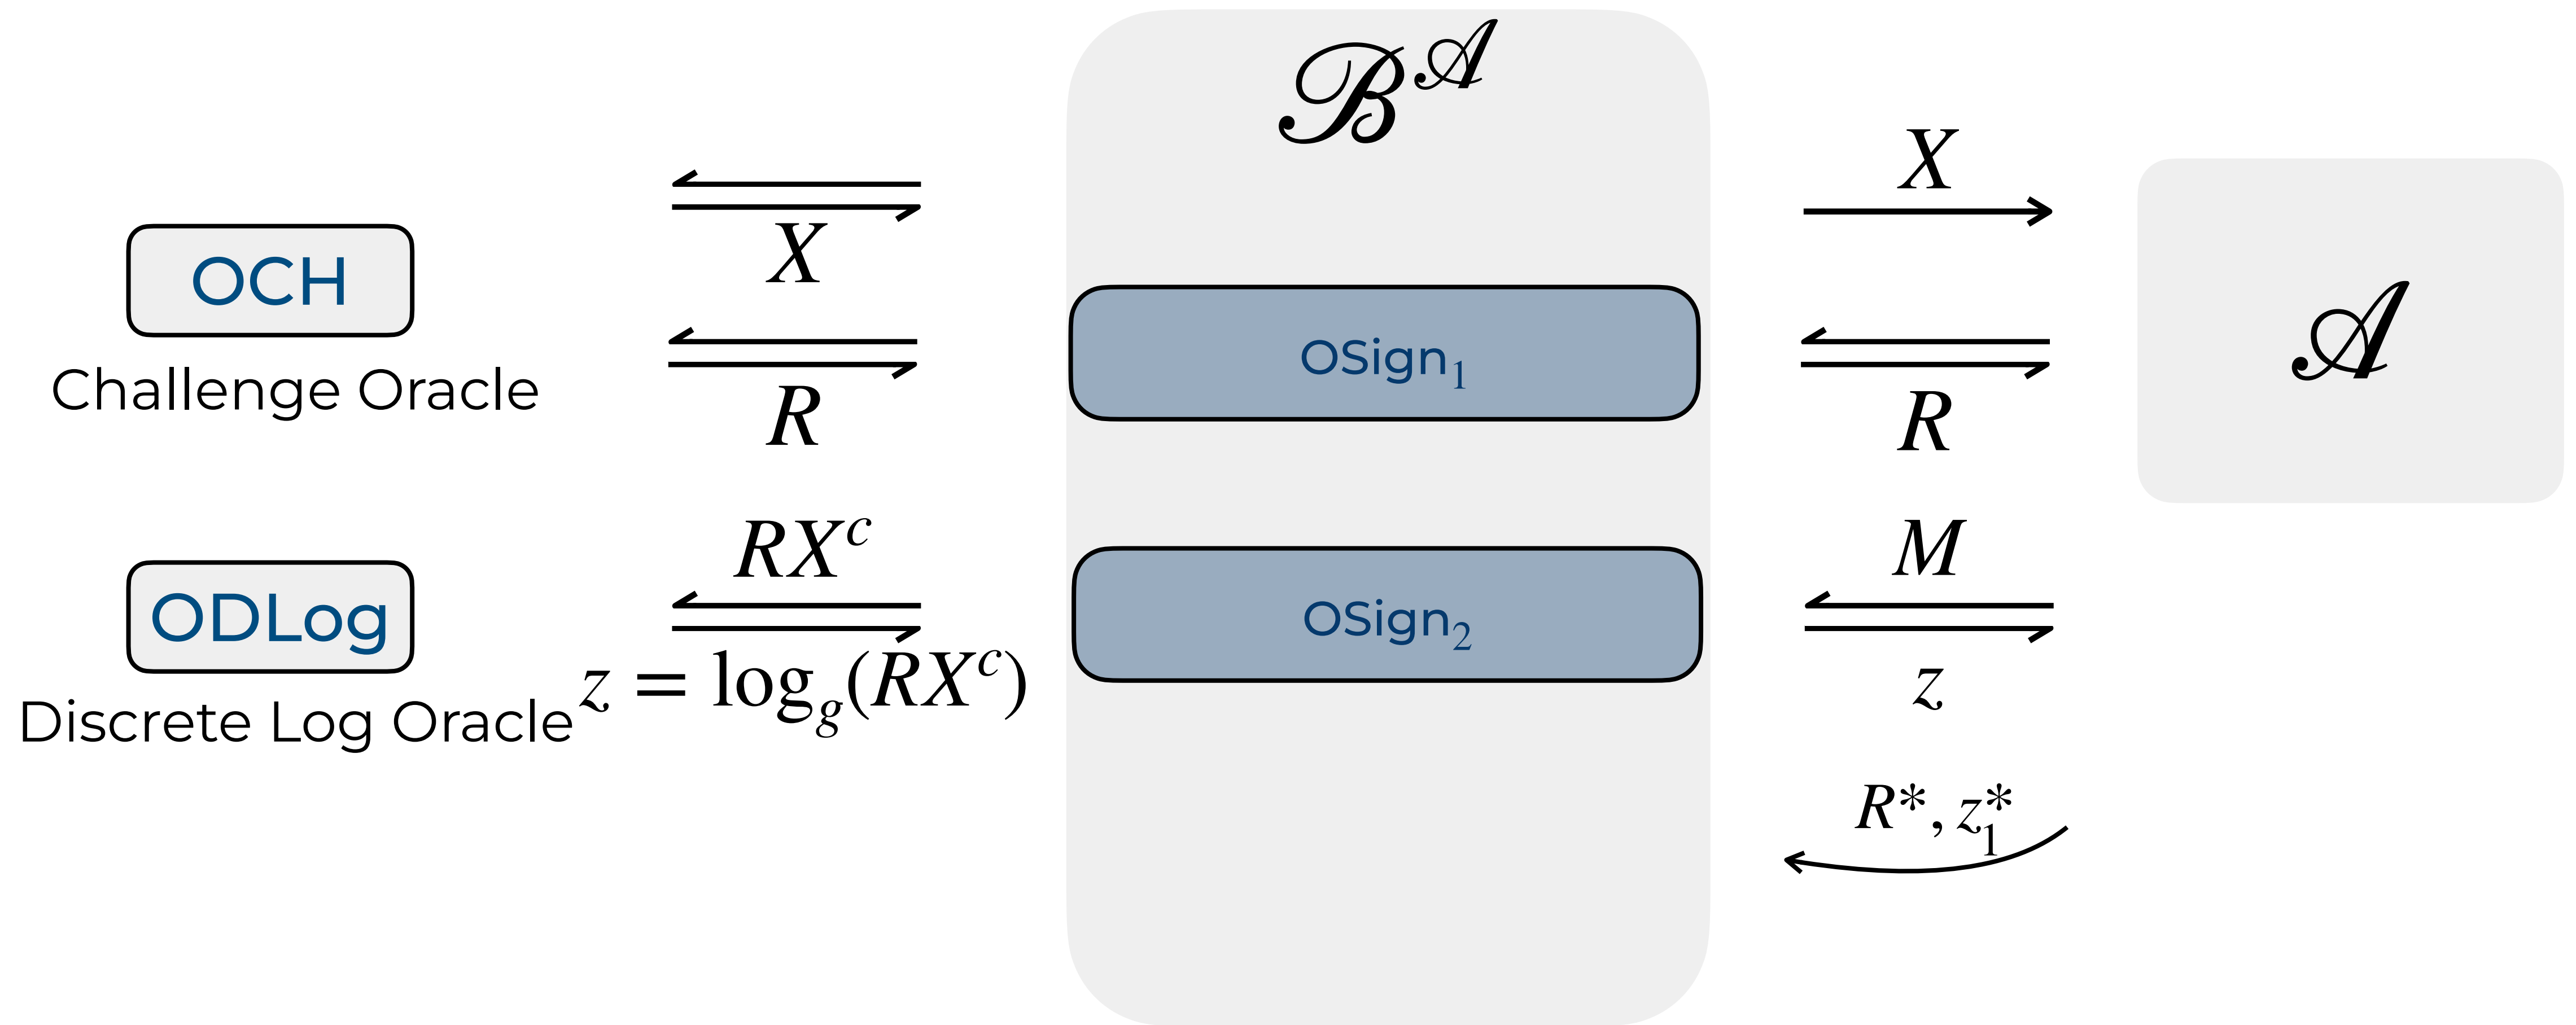 ℬ^𝒜
X
X
OCH
OSign₁
𝒜
Challenge Oracle
R
R
RX^c
M
ODLog
OSign₂
Discrete Log Oracle
z = log_g(RX^c)
z
R*, z₁*